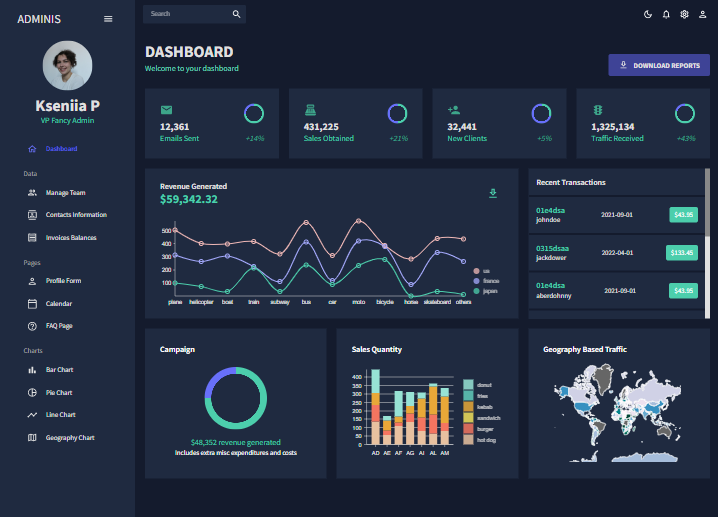 ADMINIS
Kseniia P
VP Fancy Admin
Dashboard
Data
Manage Team
Contacts Information
Invoices Balances
Pages
Profile Form
Calendar
FAQ Page
Charts
Bar Chart
Pie Chart
Line Chart
Geography Chart
Search
DASHBOARD
Welcome to your dashboard
DOWNLOAD REPORTS
12,361
Emails Sent
+14%
431,225
Sales Obtained
+21%
32,441
New Clients
+5%
1,325,134
Traffic Received
+43%
Revenue Generated
$59,342.32
500
400
300
200
100
plane helicopter boat train subway bus car moto bicycle horse skateboard others
us
france
japan
Recent Transactions
01e4dsa
johndoe
2021-09-01
$43.95
0315dsaa
jackdower
2022-04-01
$133.45
01e4dsa
aberdohnny
2021-09-01
$43.95
Campaign
$48,352 revenue generated
Includes extra misc expenditures and costs
Sales Quantity
400
350
300
250
200
150
100
50
0
AD AE AF AG AI AL AM
donut
fries
kebab
sandwich
burger
hot dog
Geography Based Traffic